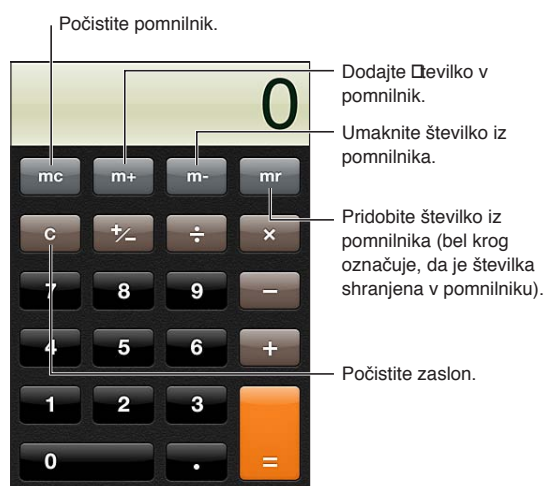 Počistite pomnilnik.
Dodajte tevilko v
pomnilnik.
0
Umaknite številko iz
pomnilnika.
mc m+ m- mr
Pridobite številko iz
pomnilnika (bel krog
označuje, da je številka
shranjena v pomnilniku).
c +⁄− ÷ ×
7 8 9 −
4 5 6 +
Počistite zaslon.
1 2 3
0 . =